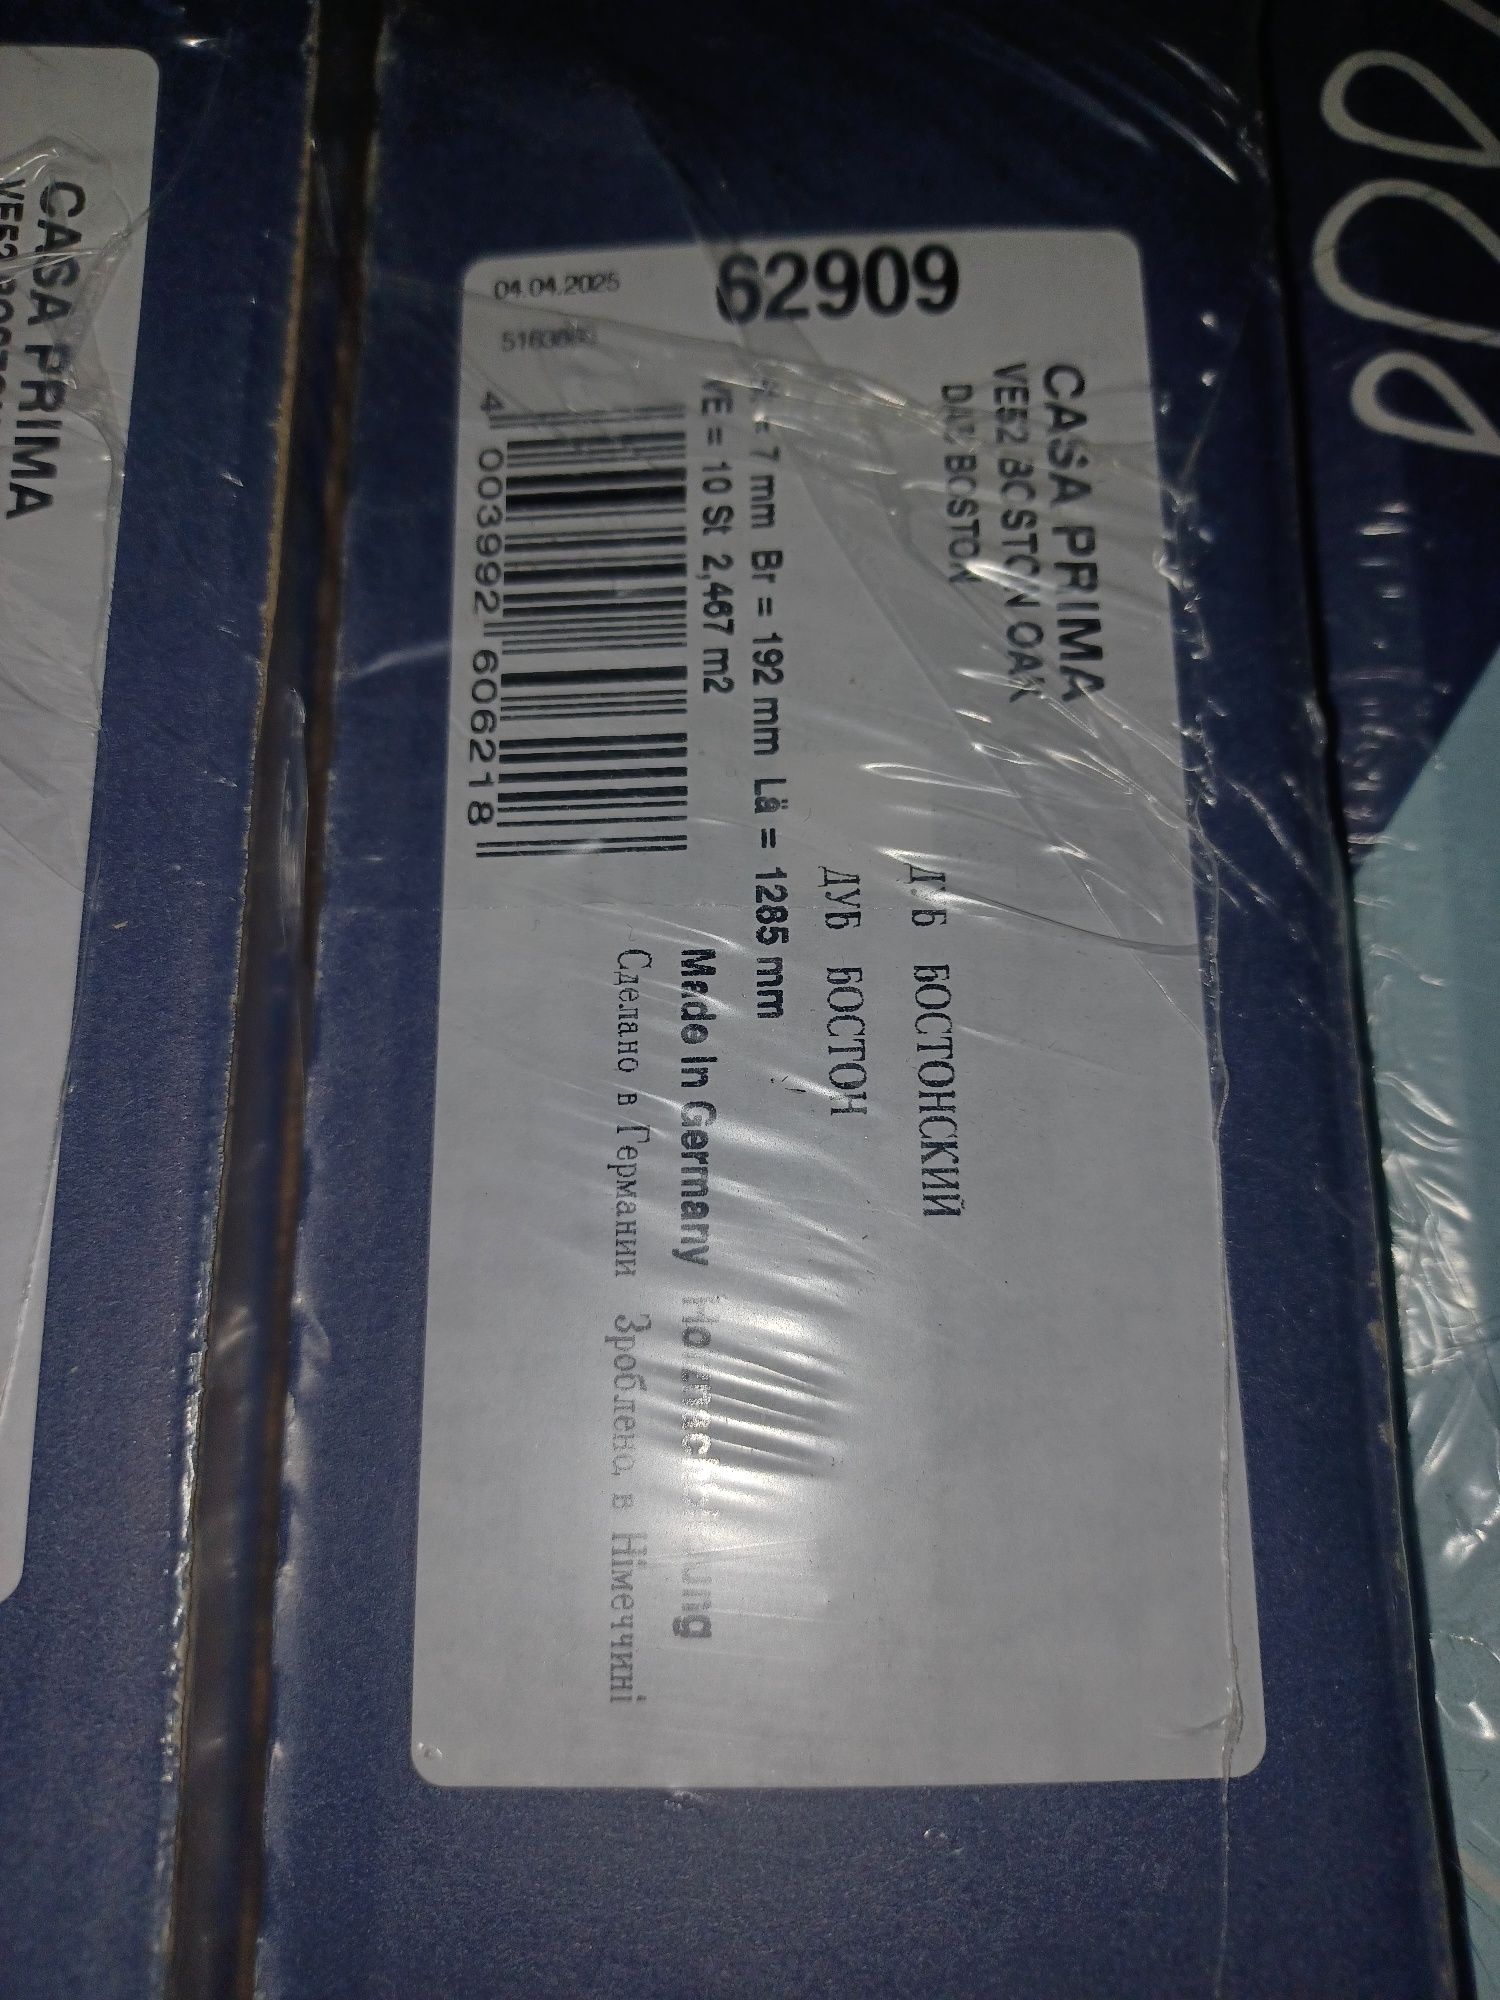 CASA PRIMA
VE52 BOSTON OAK
DAB BOSTON
ДУБ БОСТОНСКИЙ
ДУБ БОСТОН
= 7 mm Br = 192 mm Lä = 1285 mm
VE = 10 St 2,467 m2
Made In Germany
Сделано в Германии Зроблено в Німеччині
4 003992 606218
62909
04.04.2025
CASA PRIMA